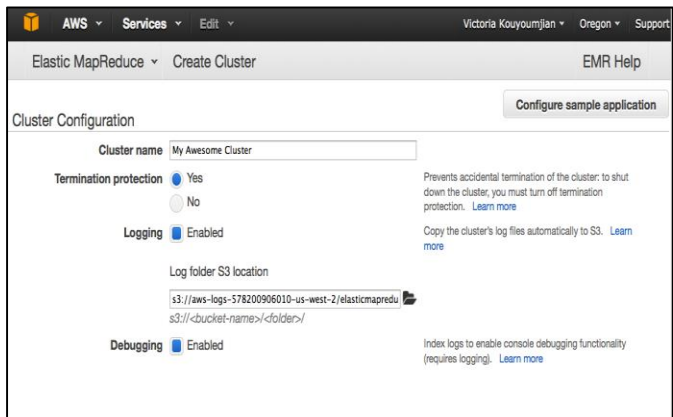 AWS Services Edit Victoria Kouyoumjian Oregon Support
Elastic MapReduce Create Cluster EMR Help
Configure sample application
Cluster Configuration
Cluster name My Awesome Cluster
Termination protection Yes
No
Prevents accidental termination of the cluster: to shut
down the cluster, you must turn off termination
protection. Learn more
Logging Enabled
Copy the cluster's log files automatically to S3. Learn
more
Log folder S3 location
s3://aws-logs-578200906010-us-west-2/elasticmapredu
s3://<bucket-name>/<folder>/
Debugging Enabled
Index logs to enable console debugging functionality
(requires logging). Learn more